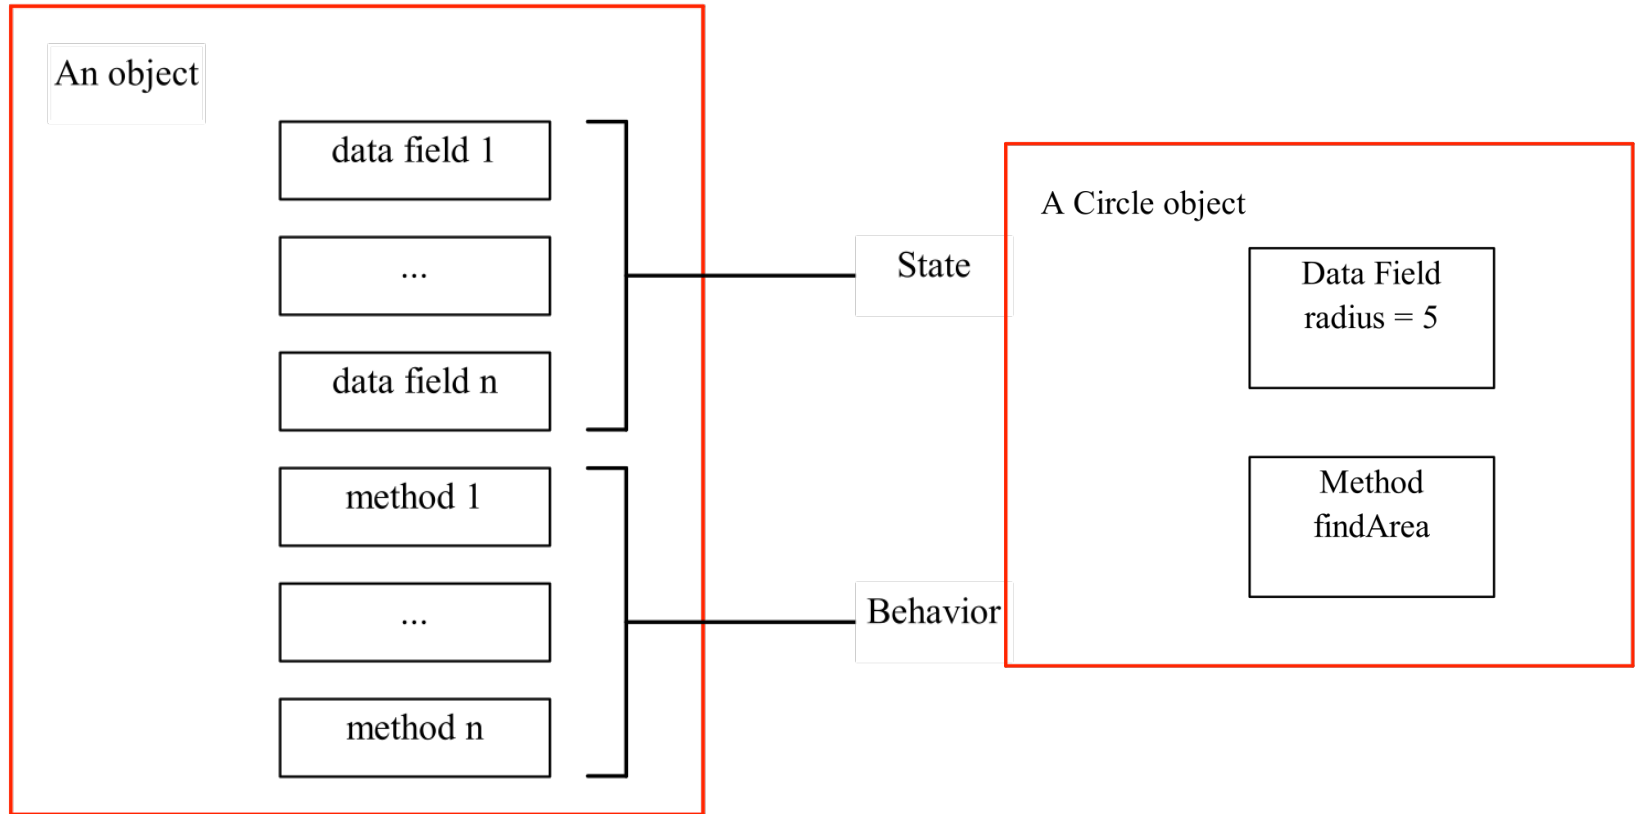 An object
data field 1
...
data field n
method 1
...
method n
State
Behavior
A Circle object
Data Field
radius = 5
Method
findArea